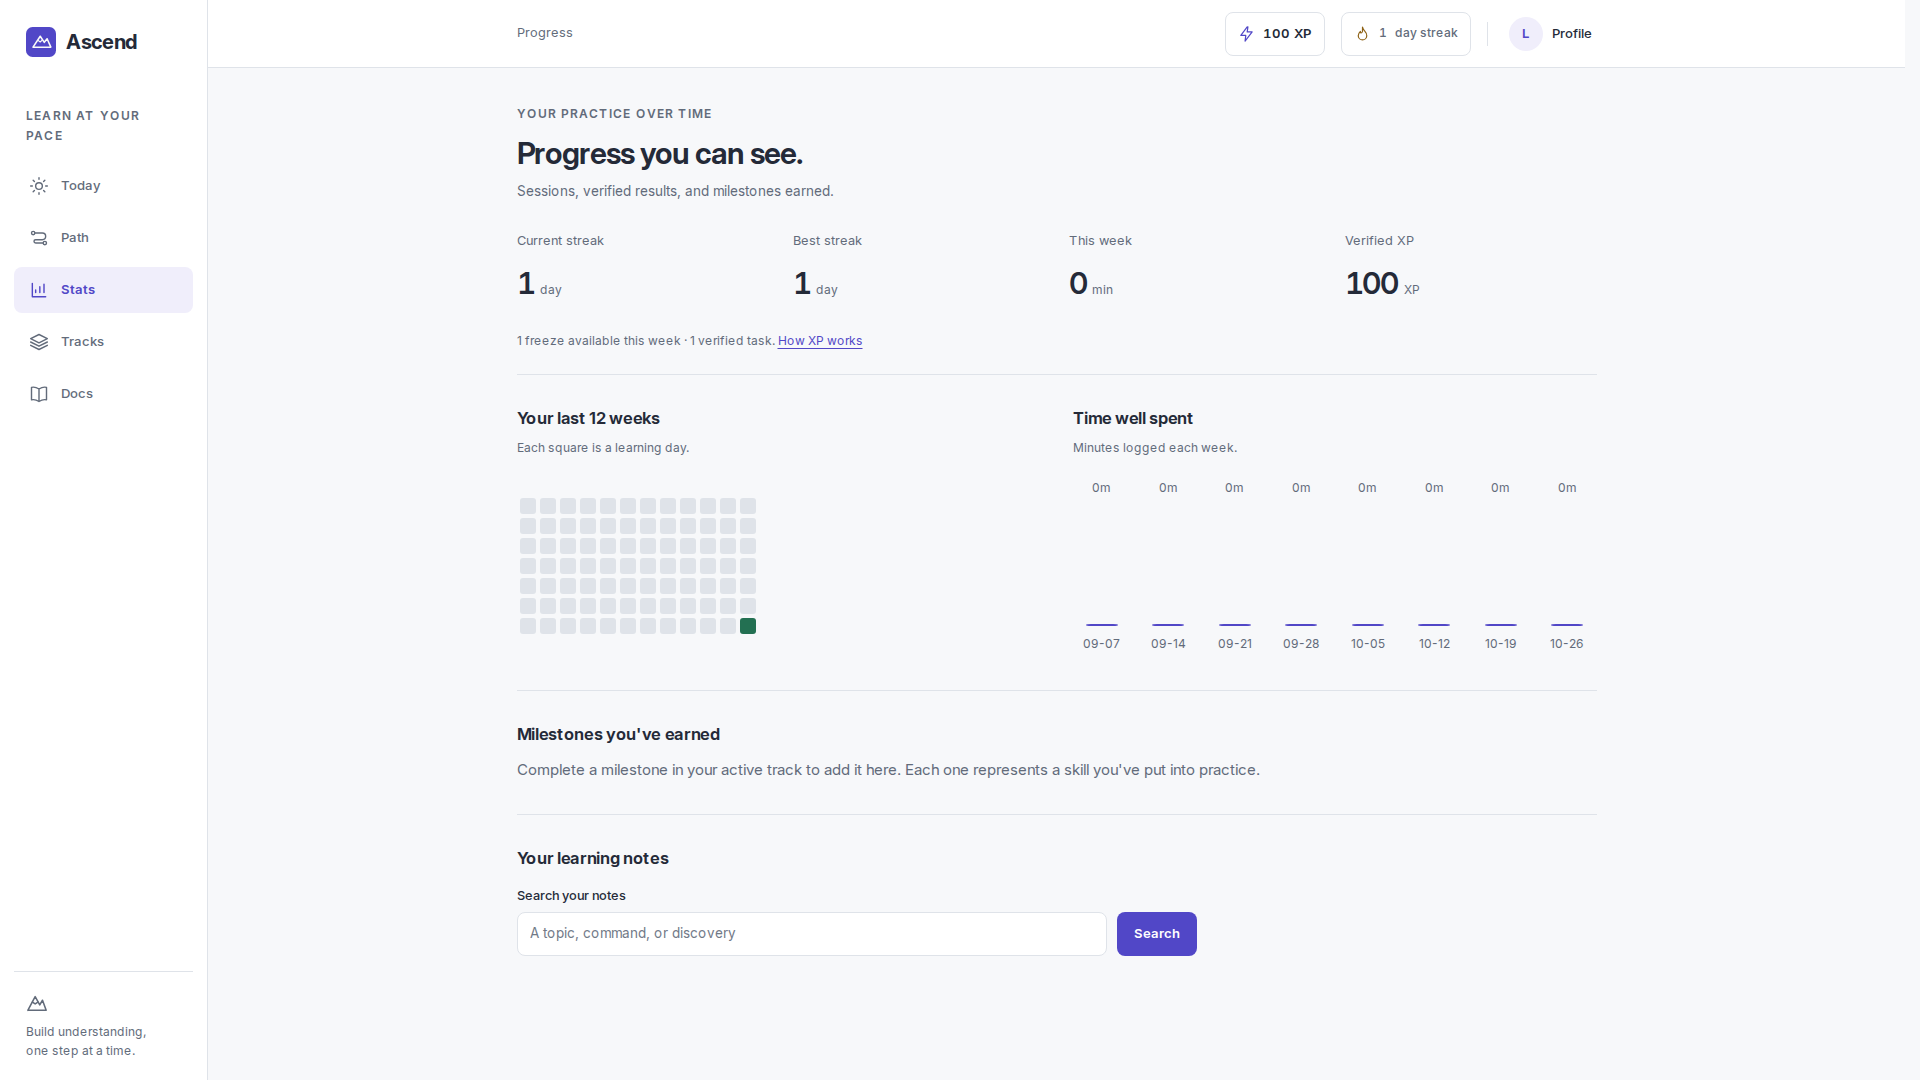 Ascend
LEARN AT YOUR
PACE
Today
Path
Stats
Tracks
Docs
Build understanding,
one step at a time.
Progress
100 XP
1 day streak
L
Profile
YOUR PRACTICE OVER TIME
Progress you can see.
Sessions, verified results, and milestones earned.
Current streak
1 day
Best streak
1 day
This week
0 min
Verified XP
100 XP
1 freeze available this week · 1 verified task. How XP works
Your last 12 weeks
Each square is a learning day.
Time well spent
Minutes logged each week.
0m 0m 0m 0m 0m 0m 0m 0m
09-07 09-14 09-21 09-28 10-05 10-12 10-19 10-26
Milestones you've earned
Complete a milestone in your active track to add it here. Each one represents a skill you've put into practice.
Your learning notes
Search your notes
A topic, command, or discovery
Search